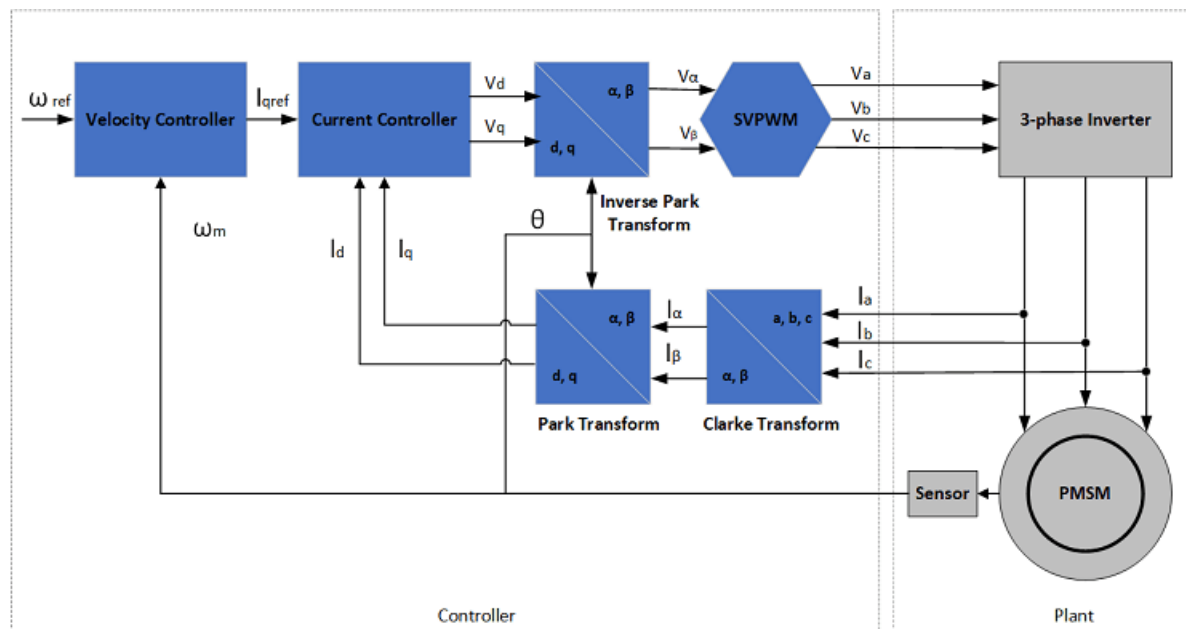 ω ref
Velocity Controller
Iqref
Current Controller
Vd
Vq
α, β
d, q
Inverse Park
Transform
Vα
Vβ
SVPWM
Va
Vb
Vc
3-phase Inverter
ωm
Id
Iq
θ
α, β
d, q
Park Transform
Iα
Iβ
a, b, c
α, β
Clarke Transform
Ia
Ib
Ic
Sensor
PMSM
Controller
Plant